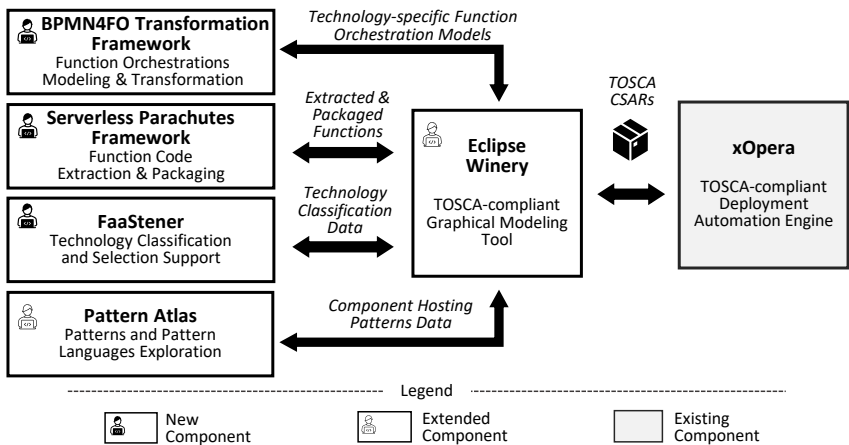 BPMN4FO Transformation
Framework
Function Orchestrations
Modeling & Transformation
Technology-specific Function
Orchestration Models
Serverless Parachutes
Framework
Function Code
Extraction & Packaging
Extracted &
Packaged
Functions
FaaStener
Technology Classification
and Selection Support
Technology
Classification
Data
Pattern Atlas
Patterns and Pattern
Languages Exploration
Component Hosting
Patterns Data
Eclipse
Winery
TOSCA-compliant
Graphical Modeling
Tool
TOSCA
CSARs
xOpera
TOSCA-compliant
Deployment
Automation Engine
Legend
New
Component
Extended
Component
Existing
Component